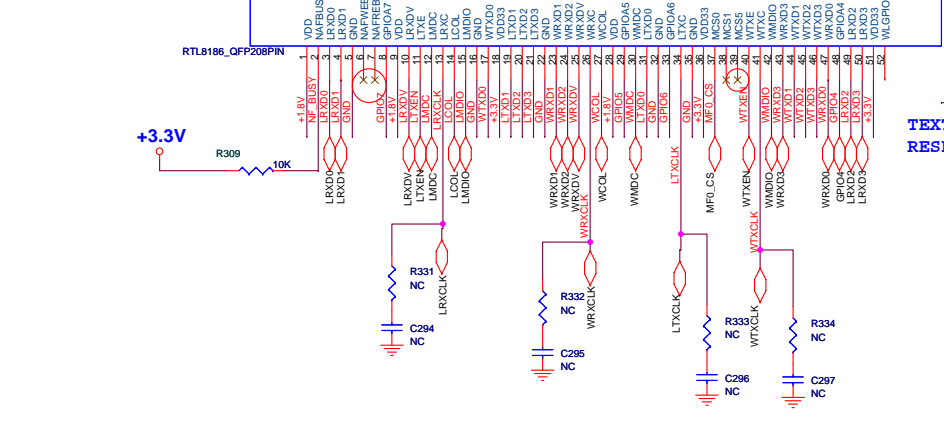 VDD
NAFBUS
LRXD0
LRXD1
GND
NAFWEB
NAFREB
GPIOA7
VDD
LRXDV
LTXE
LMDC
LRXC
LCOL
LMDIO
GND
WTXD0
VDD33
LTXD1
LTXD2
LTXD3
GND
WRXD1
WRXD2
WRXDV
WRXC
WCOL
VDD
GPIOA5
WMDC
LTXD0
GND
GPIOA6
LTXC
GND
VDD33
MCS0
MCS1
MCS5
WTXE
WTXC
WMDIO
WRXD3
WTXD1
WTXD2
WTXD3
WRXD0
GPIOA4
LRXD2
LRXD3
VDD33
WLGPIO
RTL8186_QFP208PIN
1
2
3
4
5
6
7
8
9
10
11
12
13
14
15
16
17
18
19
20
21
22
23
24
25
26
27
28
29
30
31
32
33
34
35
36
37
38
39
40
41
42
43
44
45
46
47
48
49
50
51
52
+1.8V
NF_BUSY
LRXD0
LRXD1
GND
GPIO7
+1.8V
LRXDV
LTXEN
LMDC
LRXCLK
LCOL
LMDIO
GND
WTXD0
+3.3V
LTXD1
LTXD2
LTXD3
GND
WRXD1
WRXD2
WRXDV
WRXCLK
WCOL
+1.8V
GPIO5
WMDC
LTXD0
GND
GPIO6
LTXCLK
GND
+3.3V
MF0_CS
WTXEN
WTXCLK
WMDIO
WRXD3
WTXD1
WTXD2
WTXD3
WRXD0
GPIO4
LRXD2
LRXD3
+3.3V
+3.3V
R309
10K
LRXD0
LRXD1
LRXDV
LTXEN
LMDC
LCOL
LMDIO
WRXD1
WRXD2
WRXDV
WCOL
WMDC
MF0_CS
WTXEN
WMDIO
WRXD3
WRXD0
GPIO4
LRXD2
LRXD3
LRXCLK
WRXCLK
LTXCLK
WTXCLK
R331
NC
C294
NC
R332
NC
C295
NC
R333
NC
C296
NC
R334
NC
C297
NC